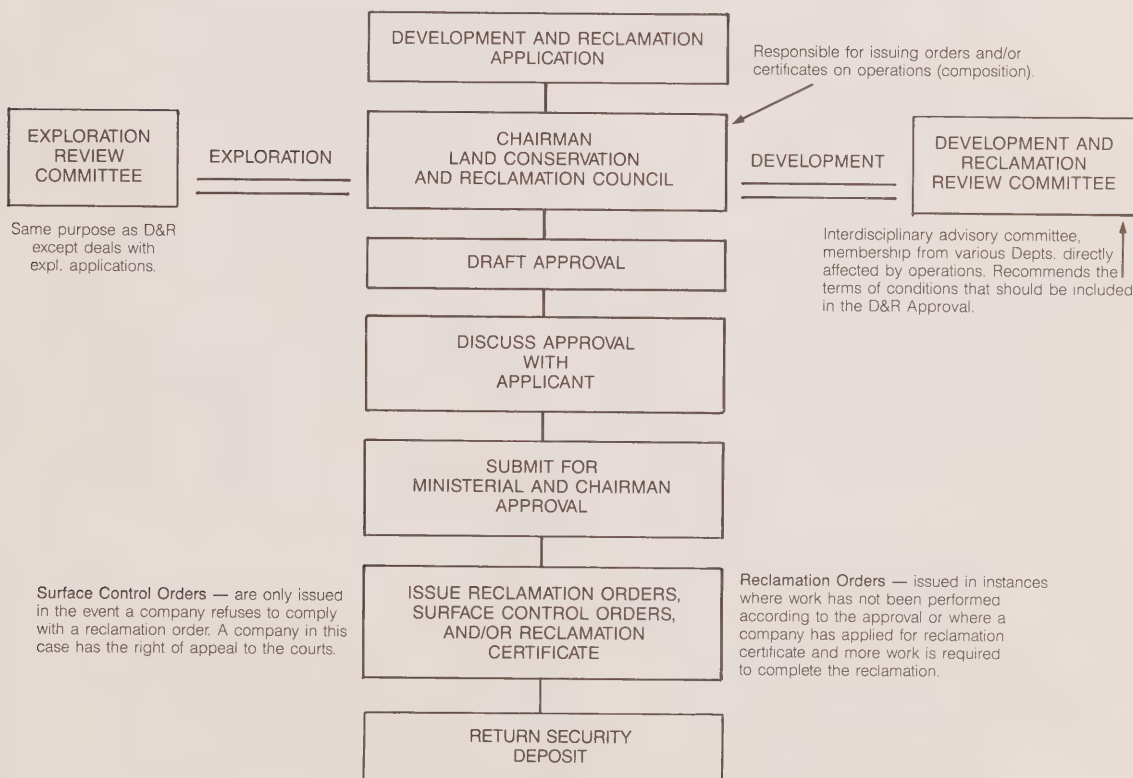 DEVELOPMENT AND RECLAMATION
APPLICATION
Responsible for issuing orders and/or
certificates on operations (composition).
EXPLORATION
REVIEW
COMMITTEE
EXPLORATION
CHAIRMAN
LAND CONSERVATION
AND RECLAMATION COUNCIL
DEVELOPMENT
DEVELOPMENT AND
RECLAMATION
REVIEW COMMITTEE
Same purpose as D&R
except deals with
expl. applications.
Interdisciplinary advisory committee,
membership from various Depts. directly
affected by operations. Recommends the
terms of conditions that should be included
in the D&R Approval.
DRAFT APPROVAL
DISCUSS APPROVAL
WITH
APPLICANT
SUBMIT FOR
MINISTERIAL AND CHAIRMAN
APPROVAL
Surface Control Orders — are only issued
in the event a company refuses to comply
with a reclamation order. A company in this
case has the right of appeal to the courts.
ISSUE RECLAMATION ORDERS,
SURFACE CONTROL ORDERS,
AND/OR RECLAMATION
CERTIFICATE
Reclamation Orders — issued in instances
where work has not been performed
according to the approval or where a
company has applied for reclamation
certificate and more work is required
to complete the reclamation.
RETURN SECURITY
DEPOSIT